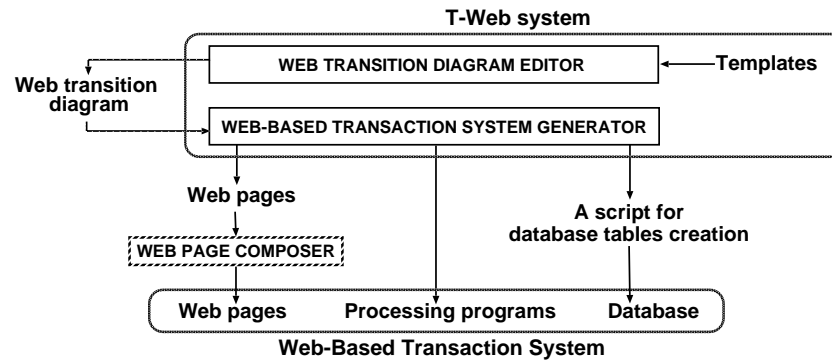 T-Web system
WEB TRANSITION DIAGRAM EDITOR
Templates
Web transition
diagram
WEB-BASED TRANSACTION SYSTEM GENERATOR
Web pages
A script for
database tables creation
WEB PAGE COMPOSER
Web pages
Processing programs
Database
Web-Based Transaction System